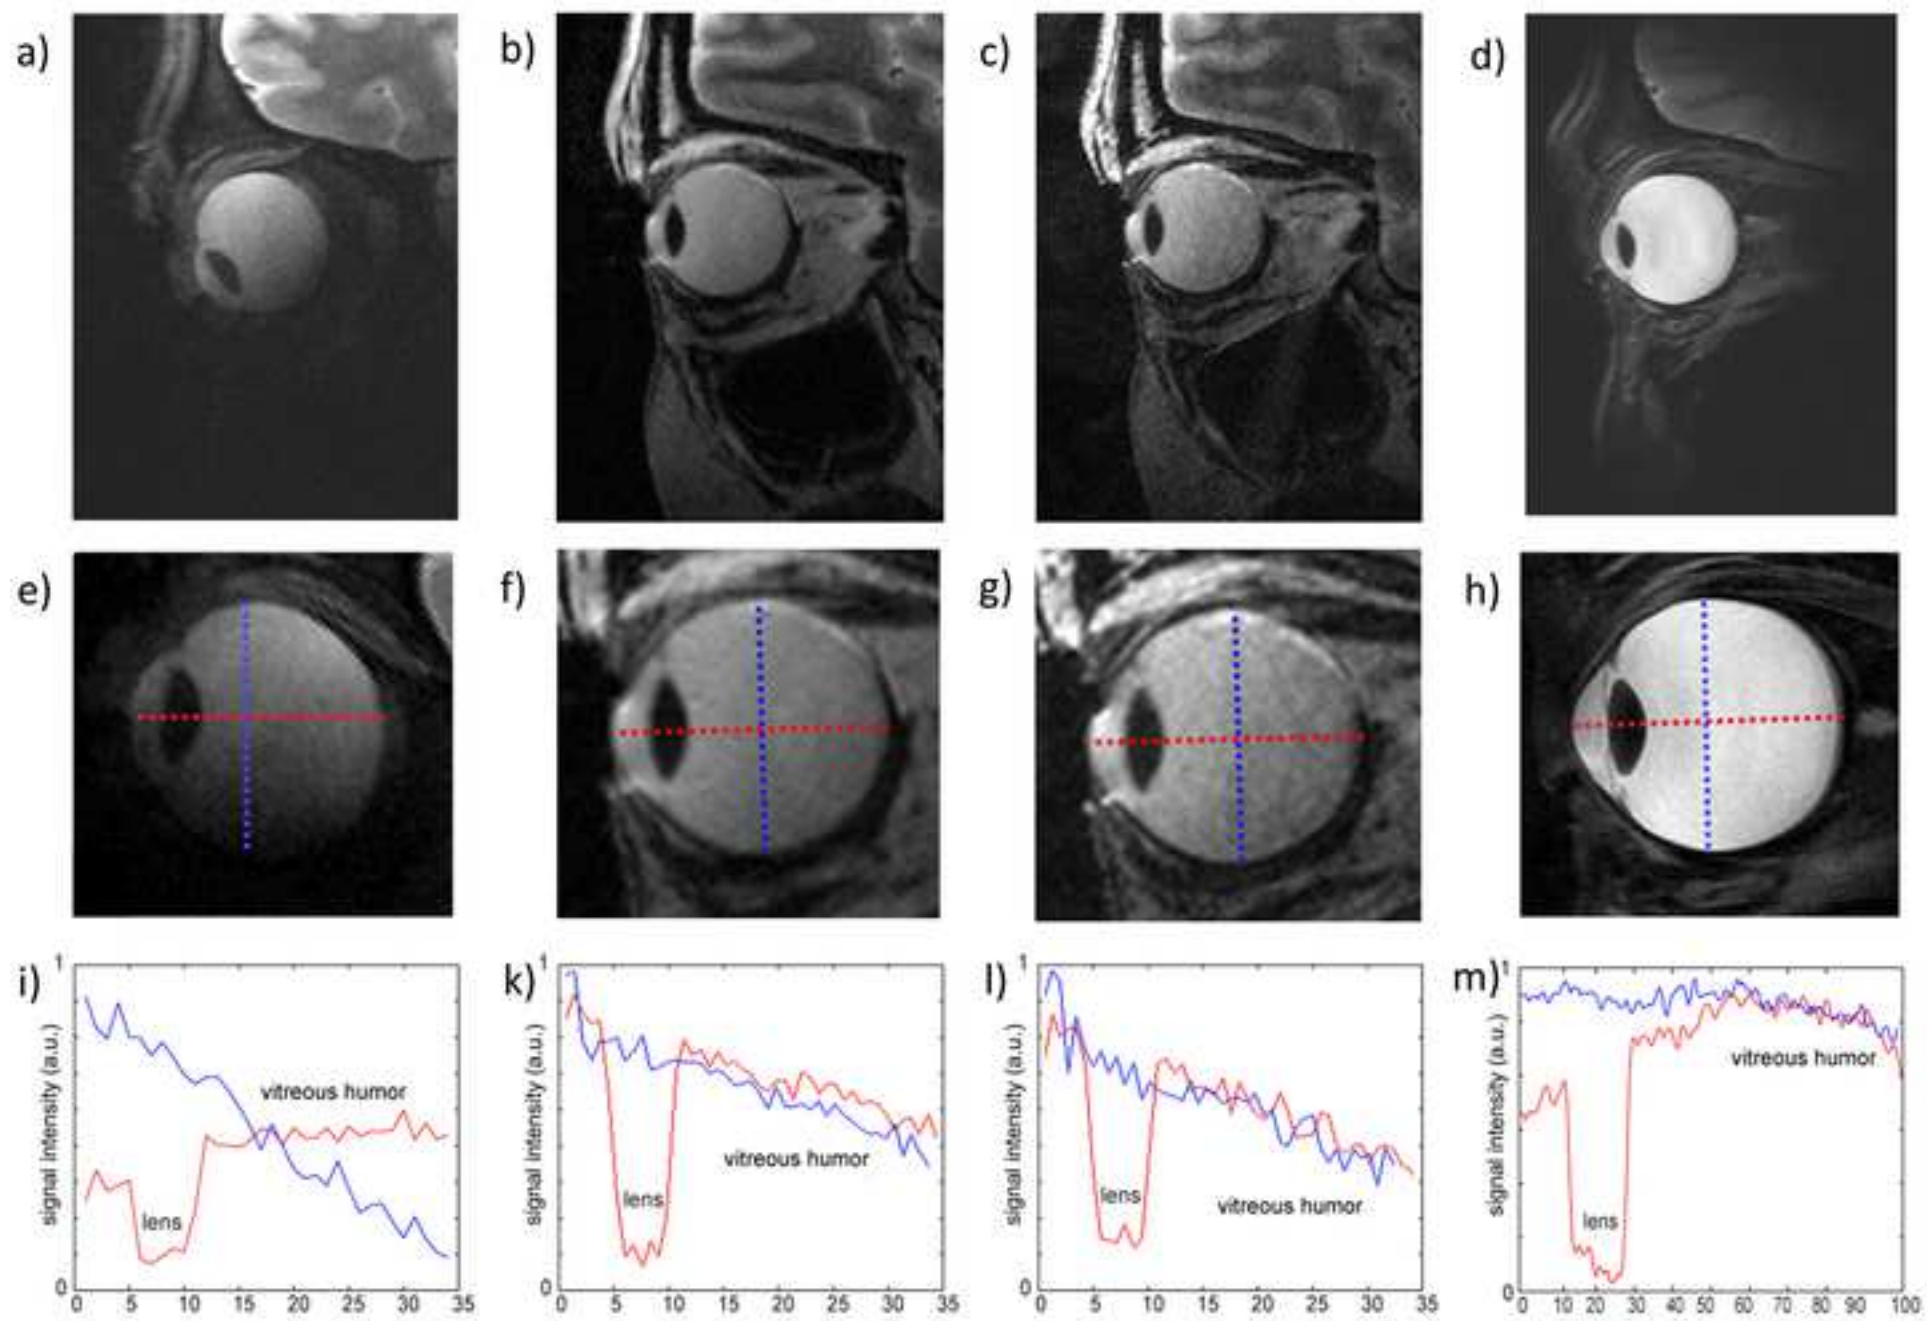 a)
b)
c)
d)
e)
f)
g)
h)
i)
1
signal intensity (a.u.)
vitreous humor
lens
0
0 5 10 15 20 25 30 35
k)
1
signal intensity (a.u.)
vitreous humor
lens
0
0 5 10 15 20 25 30 35
l)
1
signal intensity (a.u.)
vitreous humor
lens
0
0 5 10 15 20 25 30 35
m)
1
signal intensity (a.u.)
vitreous humor
lens
0
0 10 20 30 40 50 60 70 80 90 100